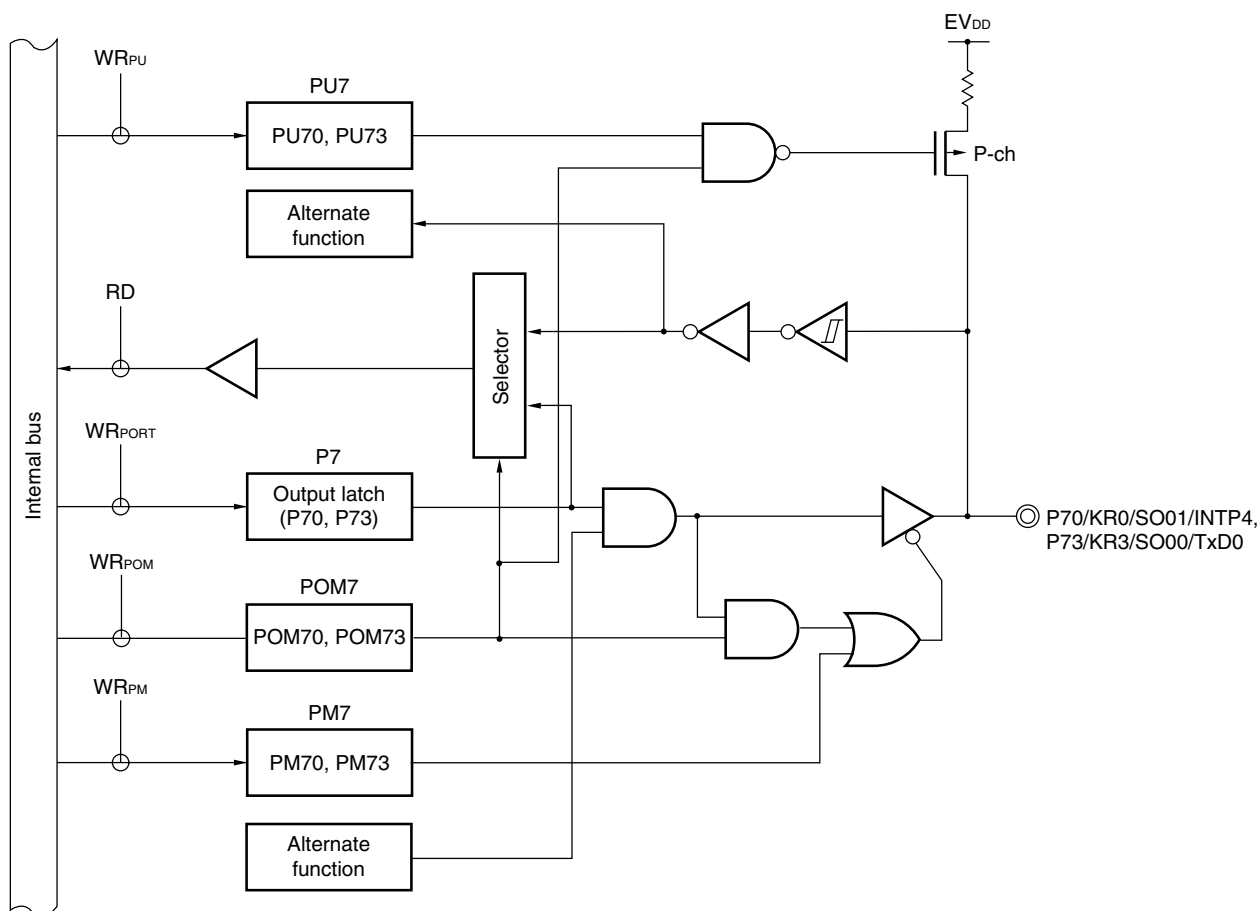 EVDD
WRPU
PU7
PU70, PU73
P-ch
Alternate
function
RD
Selector
Internal bus
WRPORT
P7
Output latch
(P70, P73)
P70/KR0/SO01/INTP4,
P73/KR3/SO00/TxD0
WRPOM
POM7
POM70, POM73
WRPM
PM7
PM70, PM73
Alternate
function